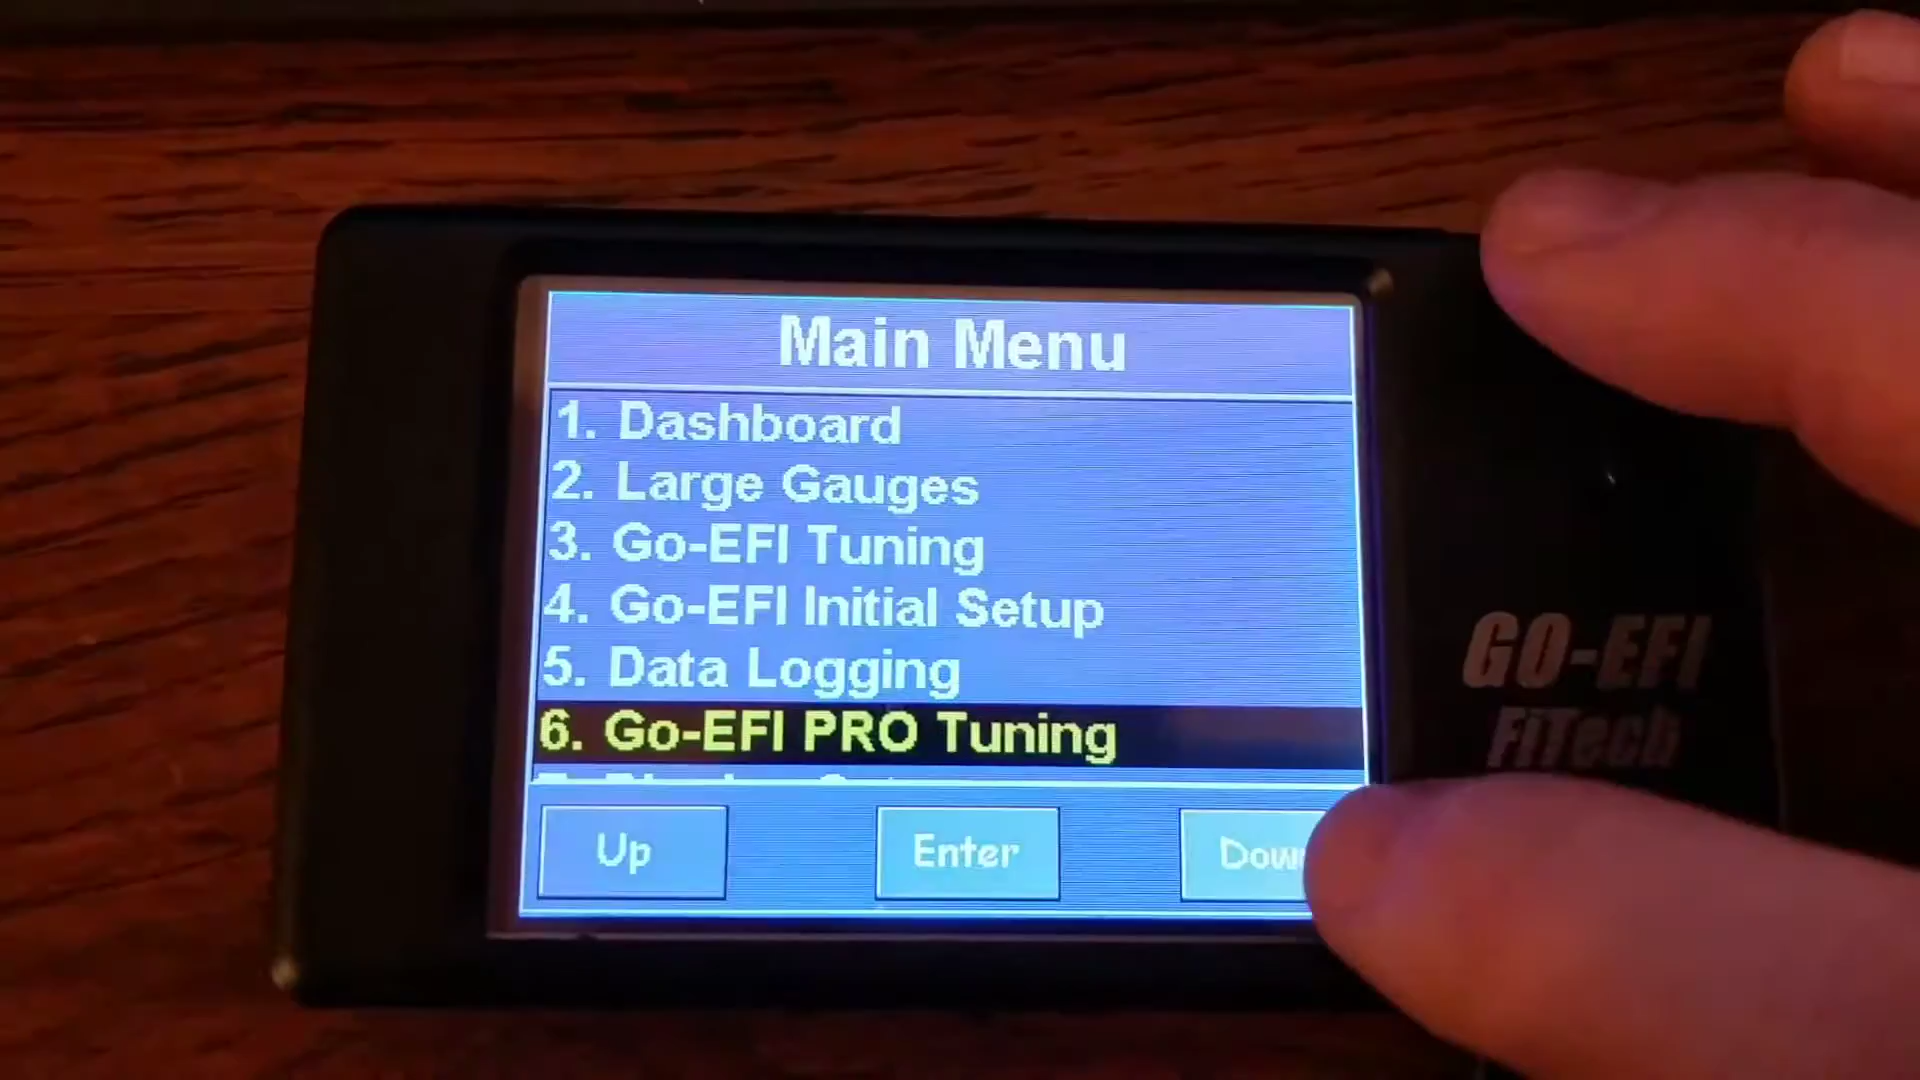 Main Menu
1. Dashboard
2. Large Gauges
3. Go-EFI Tuning
4. Go-EFI Initial Setup
5. Data Logging
6. Go-EFI PRO Tuning
Up
Enter
GO-EFI
FiTech